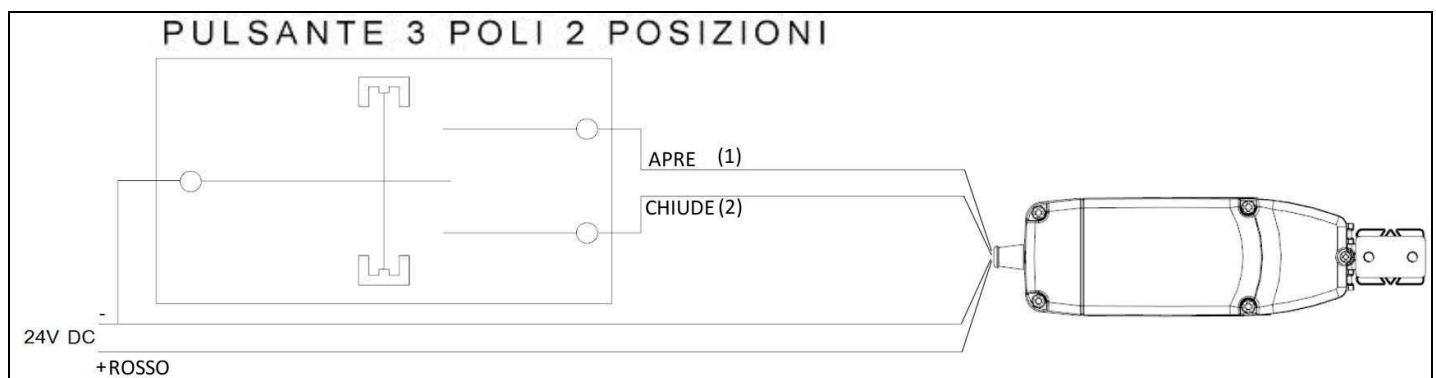 PULSANTE 3 POLI 2 POSIZIONI
APRE (1)
CHIUDE (2)
-
24V DC
+ROSSO